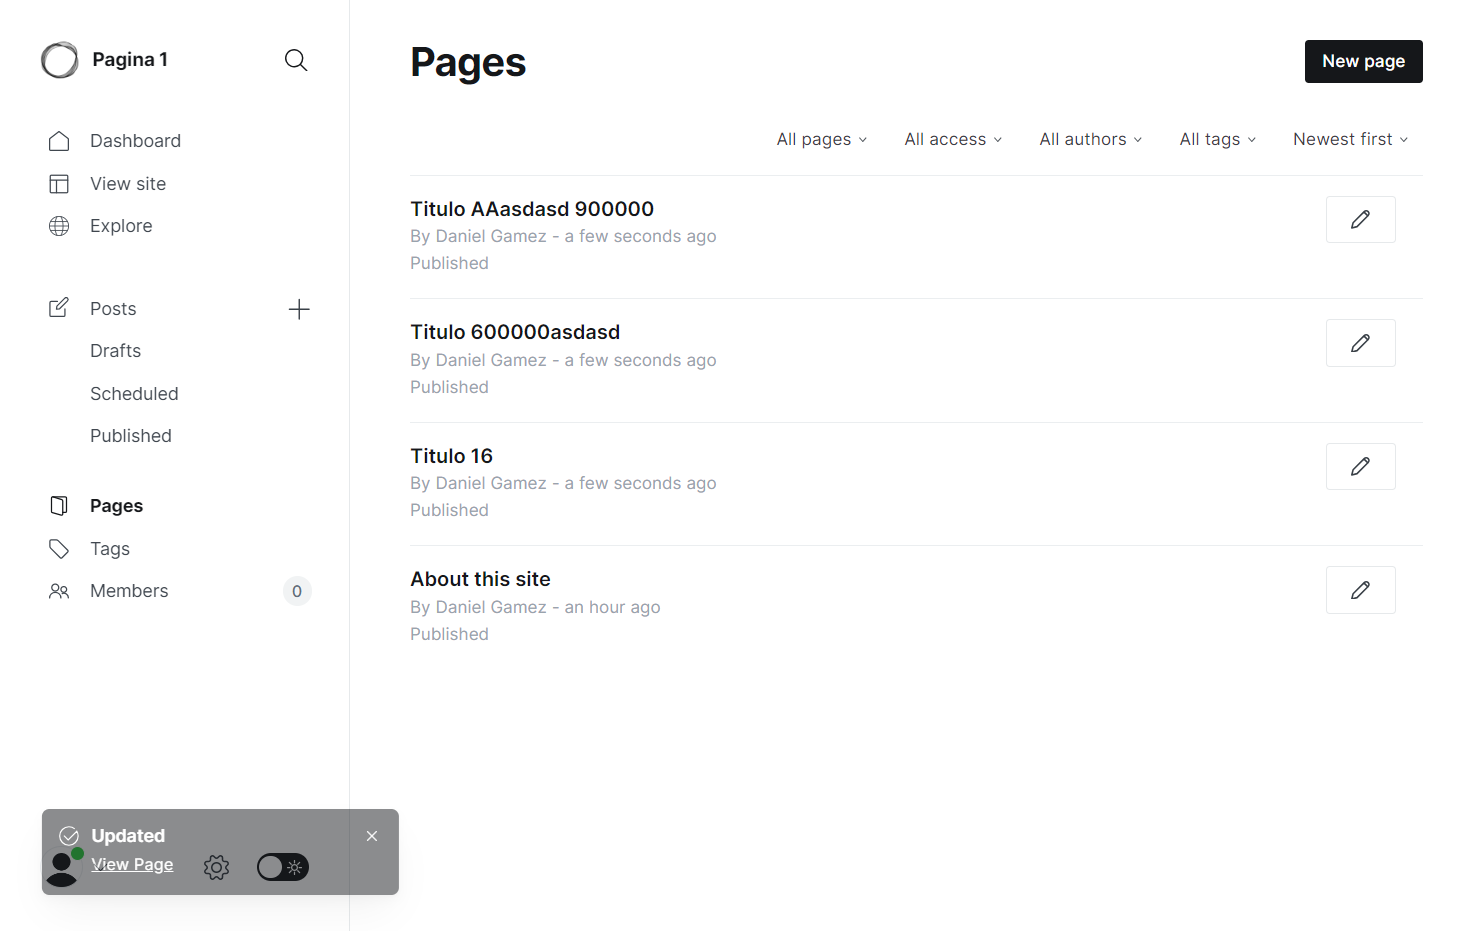 Pagina 1
Dashboard
View site
Explore
Posts
Drafts
Scheduled
Published
Pages
Tags
Members
0
Pages
New page
All pages
All access
All authors
All tags
Newest first
Titulo AAasdasd 900000
By Daniel Gamez - a few seconds ago
Published
Titulo 600000asdasd
By Daniel Gamez - a few seconds ago
Published
Titulo 16
By Daniel Gamez - a few seconds ago
Published
About this site
By Daniel Gamez - an hour ago
Published
Updated
View Page